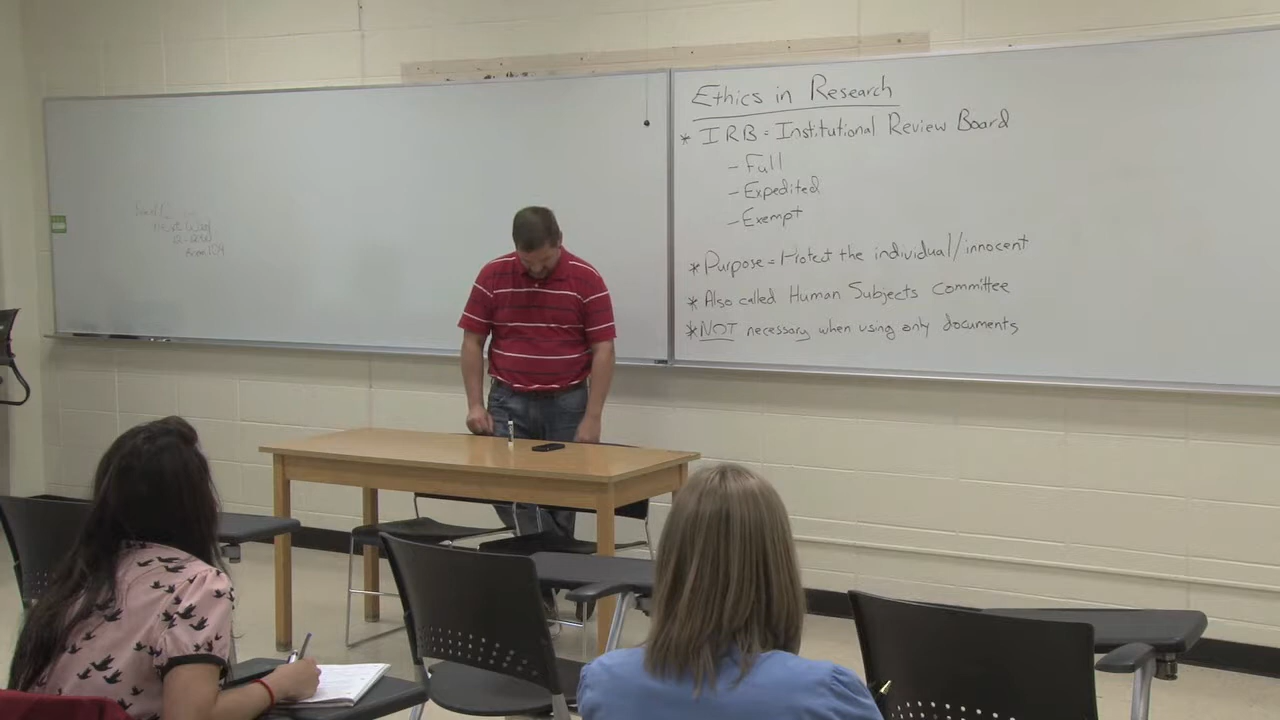 Ethics in Research
* IRB = Institutional Review Board
- Full
- Expedited
- Exempt
* Purpose = Protect the individual/innocent
* Also called Human Subjects Committee
* NOT necessary when using only documents